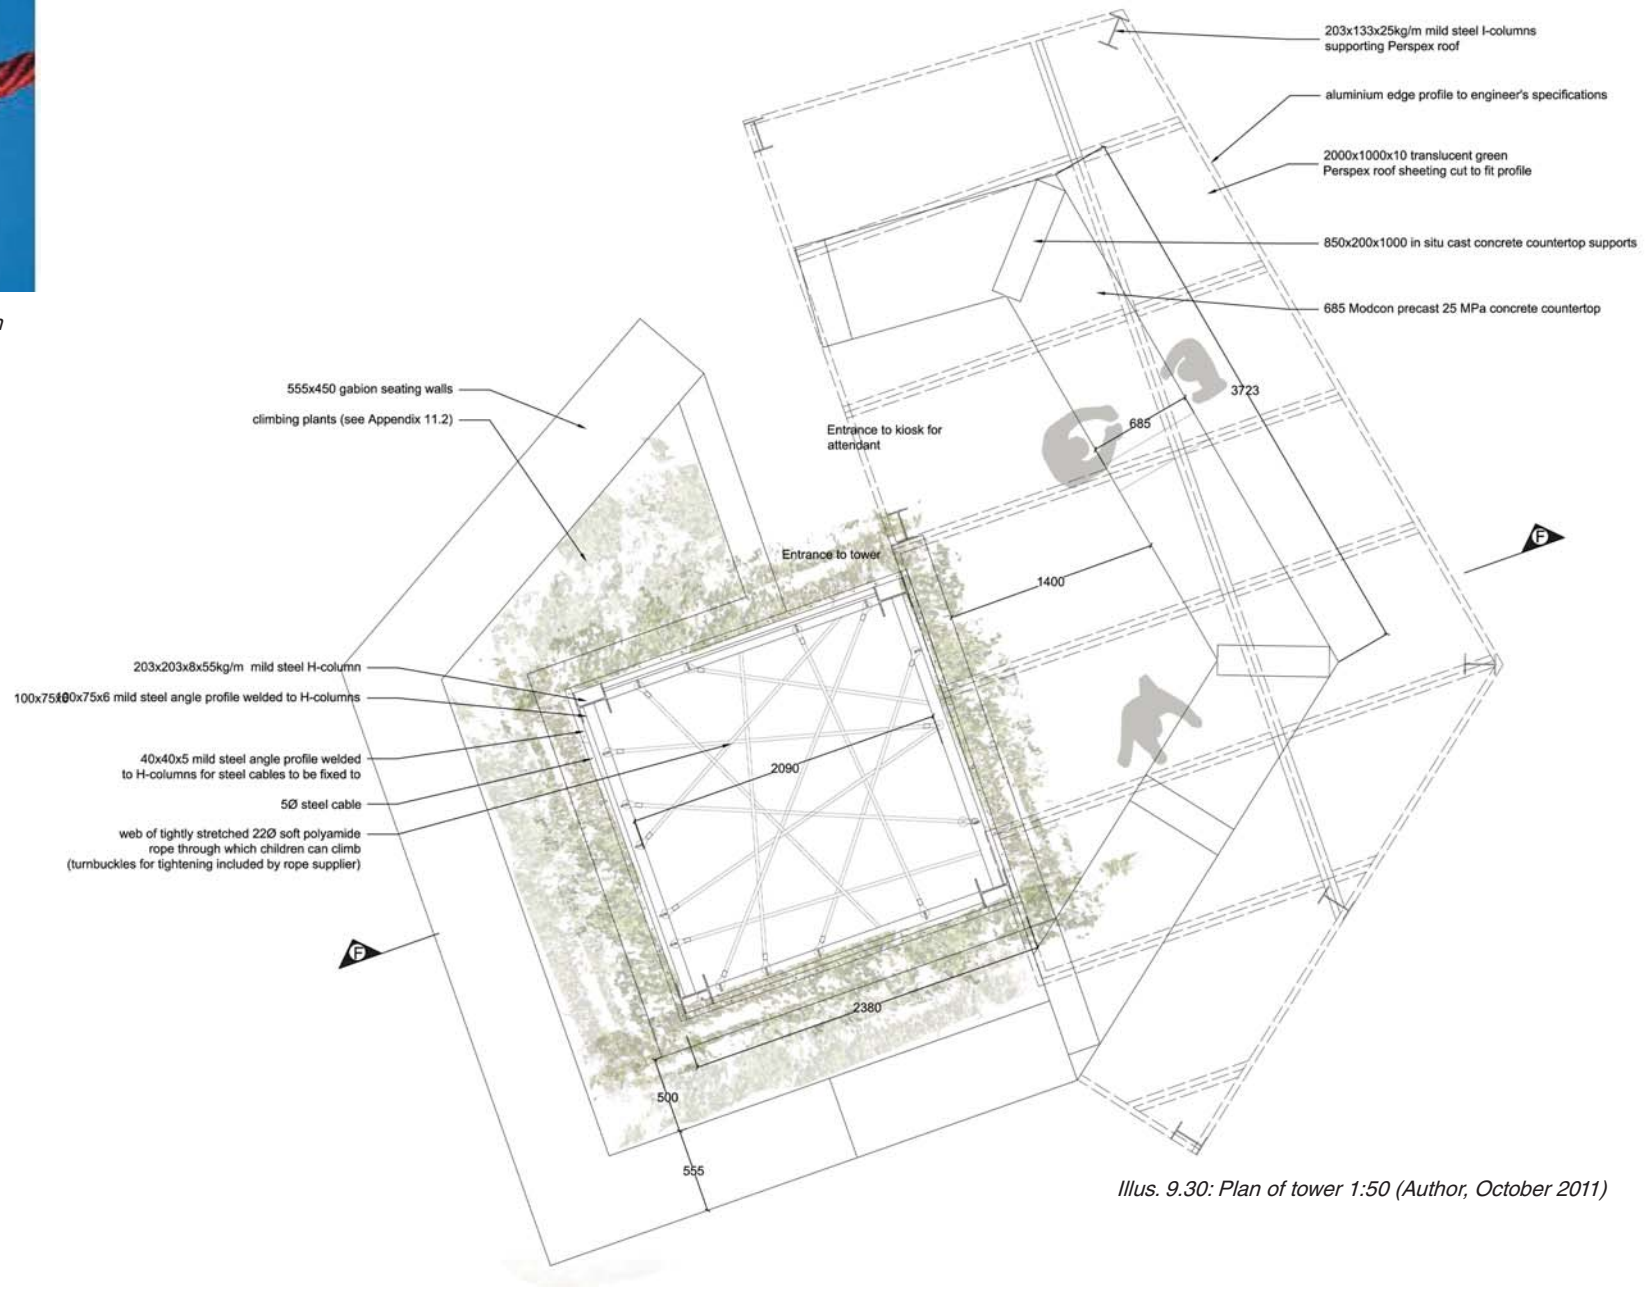 203x133x25kg/m mild steel I-columns
supporting Perspex roof
aluminium edge profile to engineer's specifications
2000x1000x10 translucent green
Perspex roof sheeting cut to fit profile
850x200x1000 in situ cast concrete countertop supports
685 Modcon precast 25 MPa concrete countertop
n
555x450 gabion seating walls
climbing plants (see Appendix 11.2)
3723
685
Entrance to kiosk for
attendant
F
Entrance to tower
1400
203x203x8x55kg/m mild steel H-column
100x75x6 mild steel angle profile welded to H-columns
40x40x5 mild steel angle profile welded
to H-columns for steel cables to be fixed to
2090
5Ø steel cable
web of tightly stretched 22Ø soft polyamide
rope through which children can climb
(turnbuckles for tightening included by rope supplier)
F
2380
500
555
Illus. 9.30: Plan of tower 1:50 (Author, October 2011)